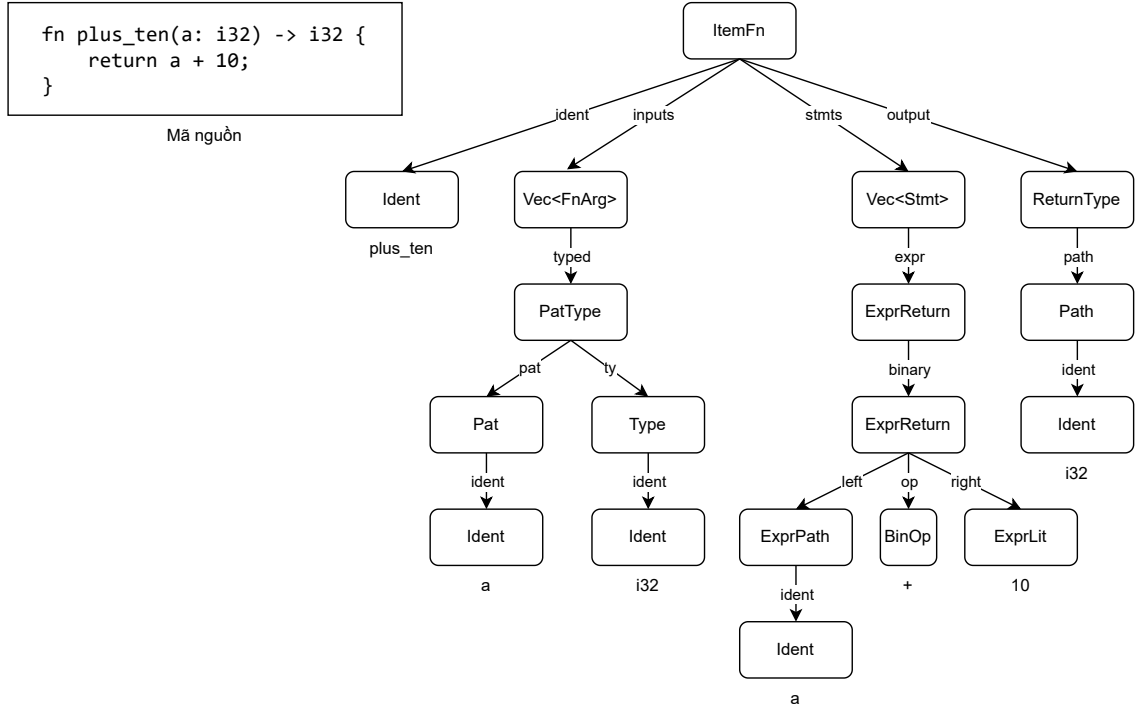 fn plus_ten(a: i32) -> i32 {
    return a + 10;
}
Mã nguồn
ItemFn
ident
inputs
stmts
output
Ident
Vec<FnArg>
Vec<Stmt>
ReturnType
plus_ten
typed
expr
path
PatType
ExprReturn
Path
pat
ty
binary
ident
Pat
Type
ExprReturn
Ident
i32
ident
ident
left
op
right
Ident
Ident
ExprPath
BinOp
ExprLit
a
i32
+
10
ident
Ident
a